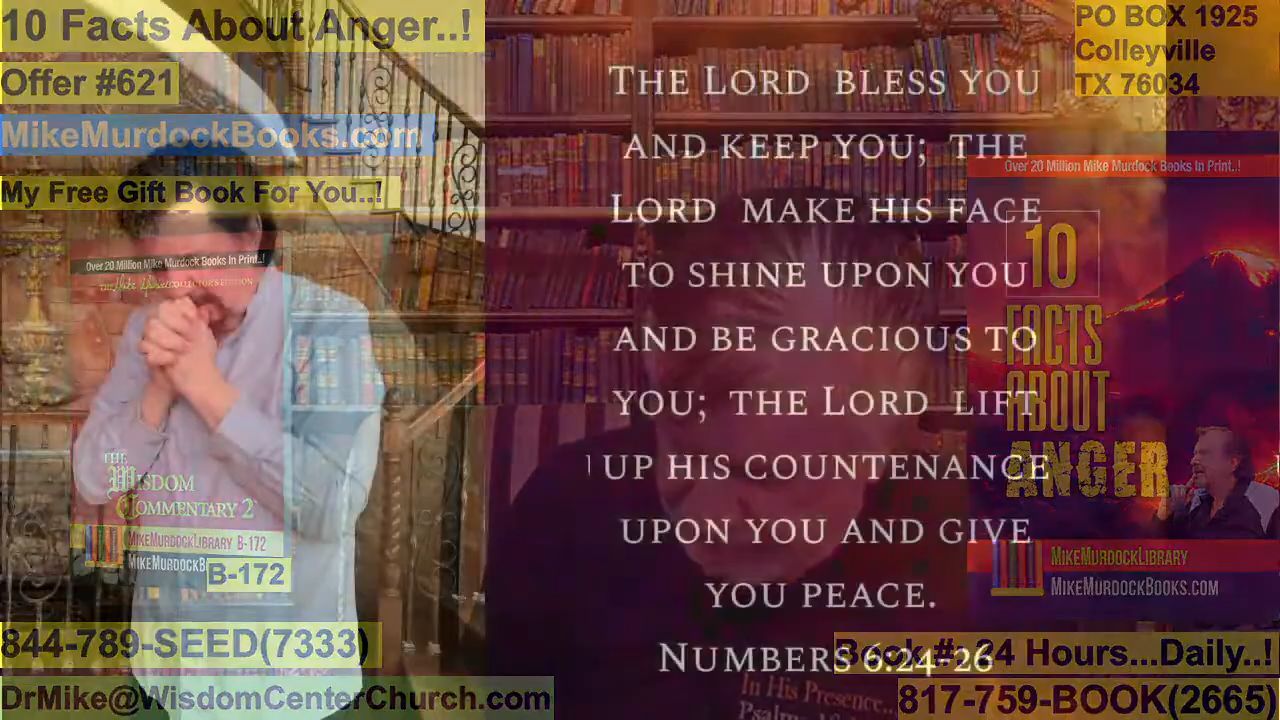 10 Facts About Anger..!
Offer #621
MikeMurdockBooks.com
My Free Gift Book For You..!
Over 20 Million Mike Murdock Books In Print..!
THE WISDOM
COMMENTARY 2
MIKEMURDOCKLIBRARY B-172
B-172
844-789-SEED(7333)
DrMike@WisdomCenterChurch.com
THE LORD BLESS YOU
AND KEEP YOU; THE
LORD MAKE HIS FACE
TO SHINE UPON YOU
AND BE GRACIOUS TO
YOU; THE LORD LIFT
UP HIS COUNTENANCE
UPON YOU AND GIVE
YOU PEACE.
NUMBERS 6:24-26
In His Presence...
PO BOX 1925
Colleyville
TX 76034
Over 20 Million Mike Murdock Books In Print..!
10
FACTS
ABOUT
ANGER
MIKEMURDOCKLIBRARY
MIKEMURDOCKBOOKS.COM
24 Hours...Daily..!
817-759-BOOK(2665)